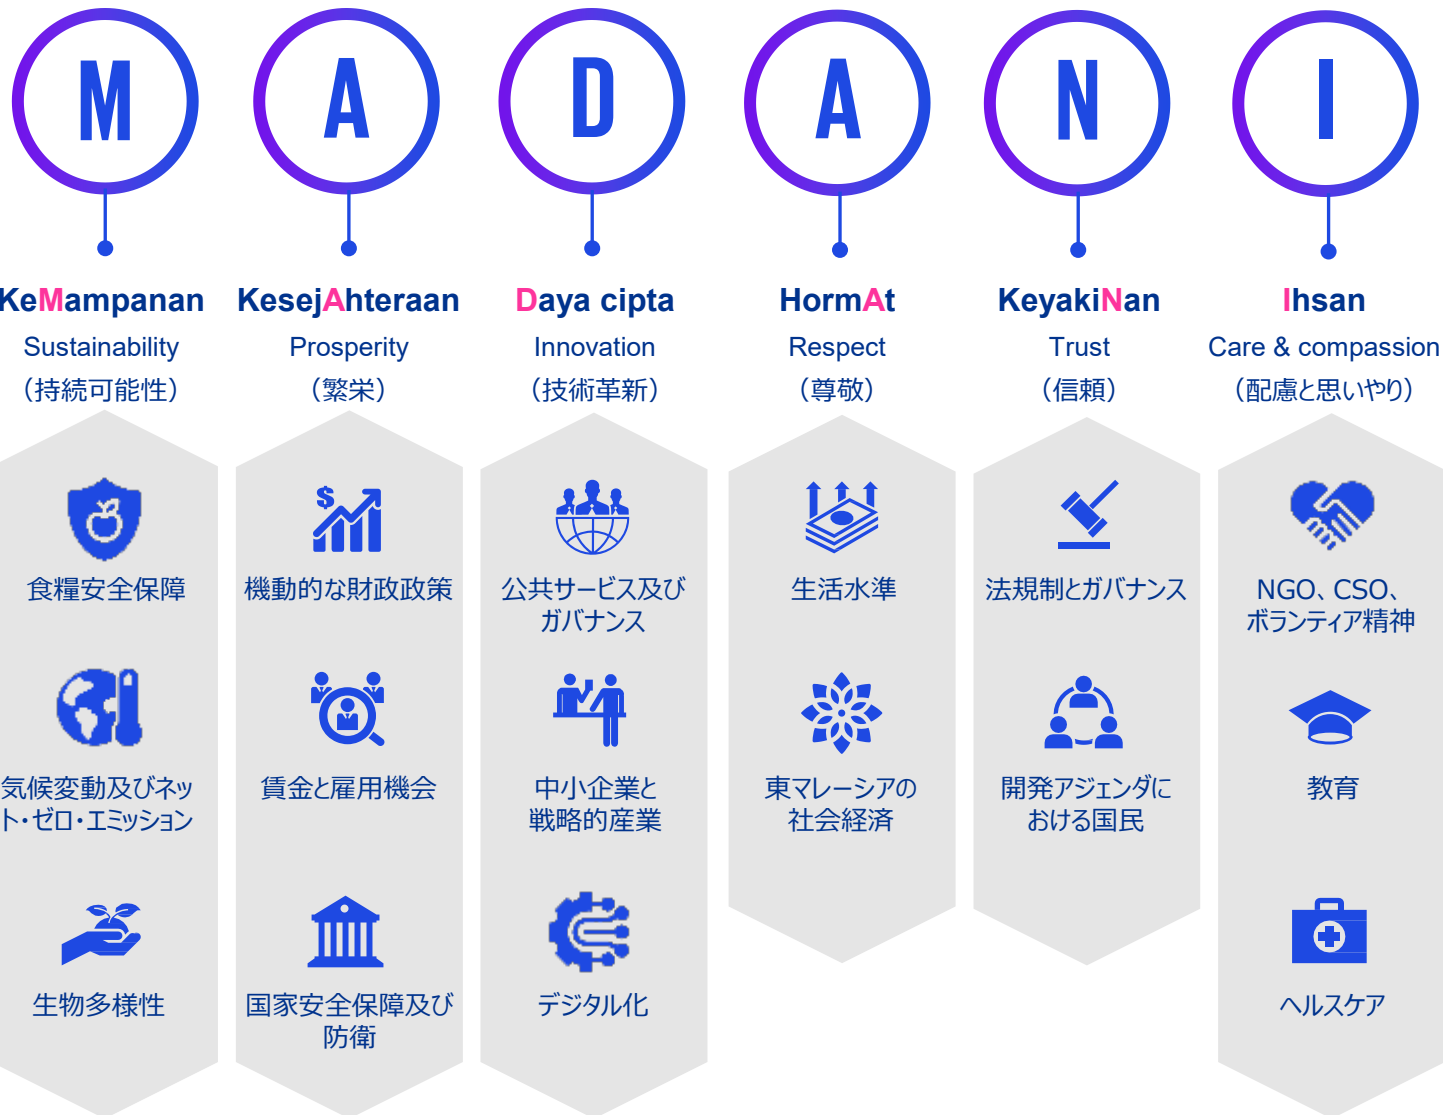 M
A
D
A
N
I
KeMampanan
Sustainability
（持続可能性）
食糧安全保障
気候変動及びネッ
ト・ゼロ・エミッション
生物多様性
KesejAhteraan
Prosperity
（繁栄）
$
機動的な財政政策
賃金と雇用機会
国家安全保障及び
防衛
Daya cipta
Innovation
（技術革新）
公共サービス及び
ガバナンス
中小企業と
戦略的産業
デジタル化
HormAt
Respect
（尊敬）
生活水準
東マレーシアの
社会経済
KeyakiNan
Trust
（信頼）
法規制とガバナンス
開発アジェンダに
おける国民
Ihsan
Care & compassion
（配慮と思いやり）
NGO、CSO、
ボランティア精神
教育
ヘルスケア